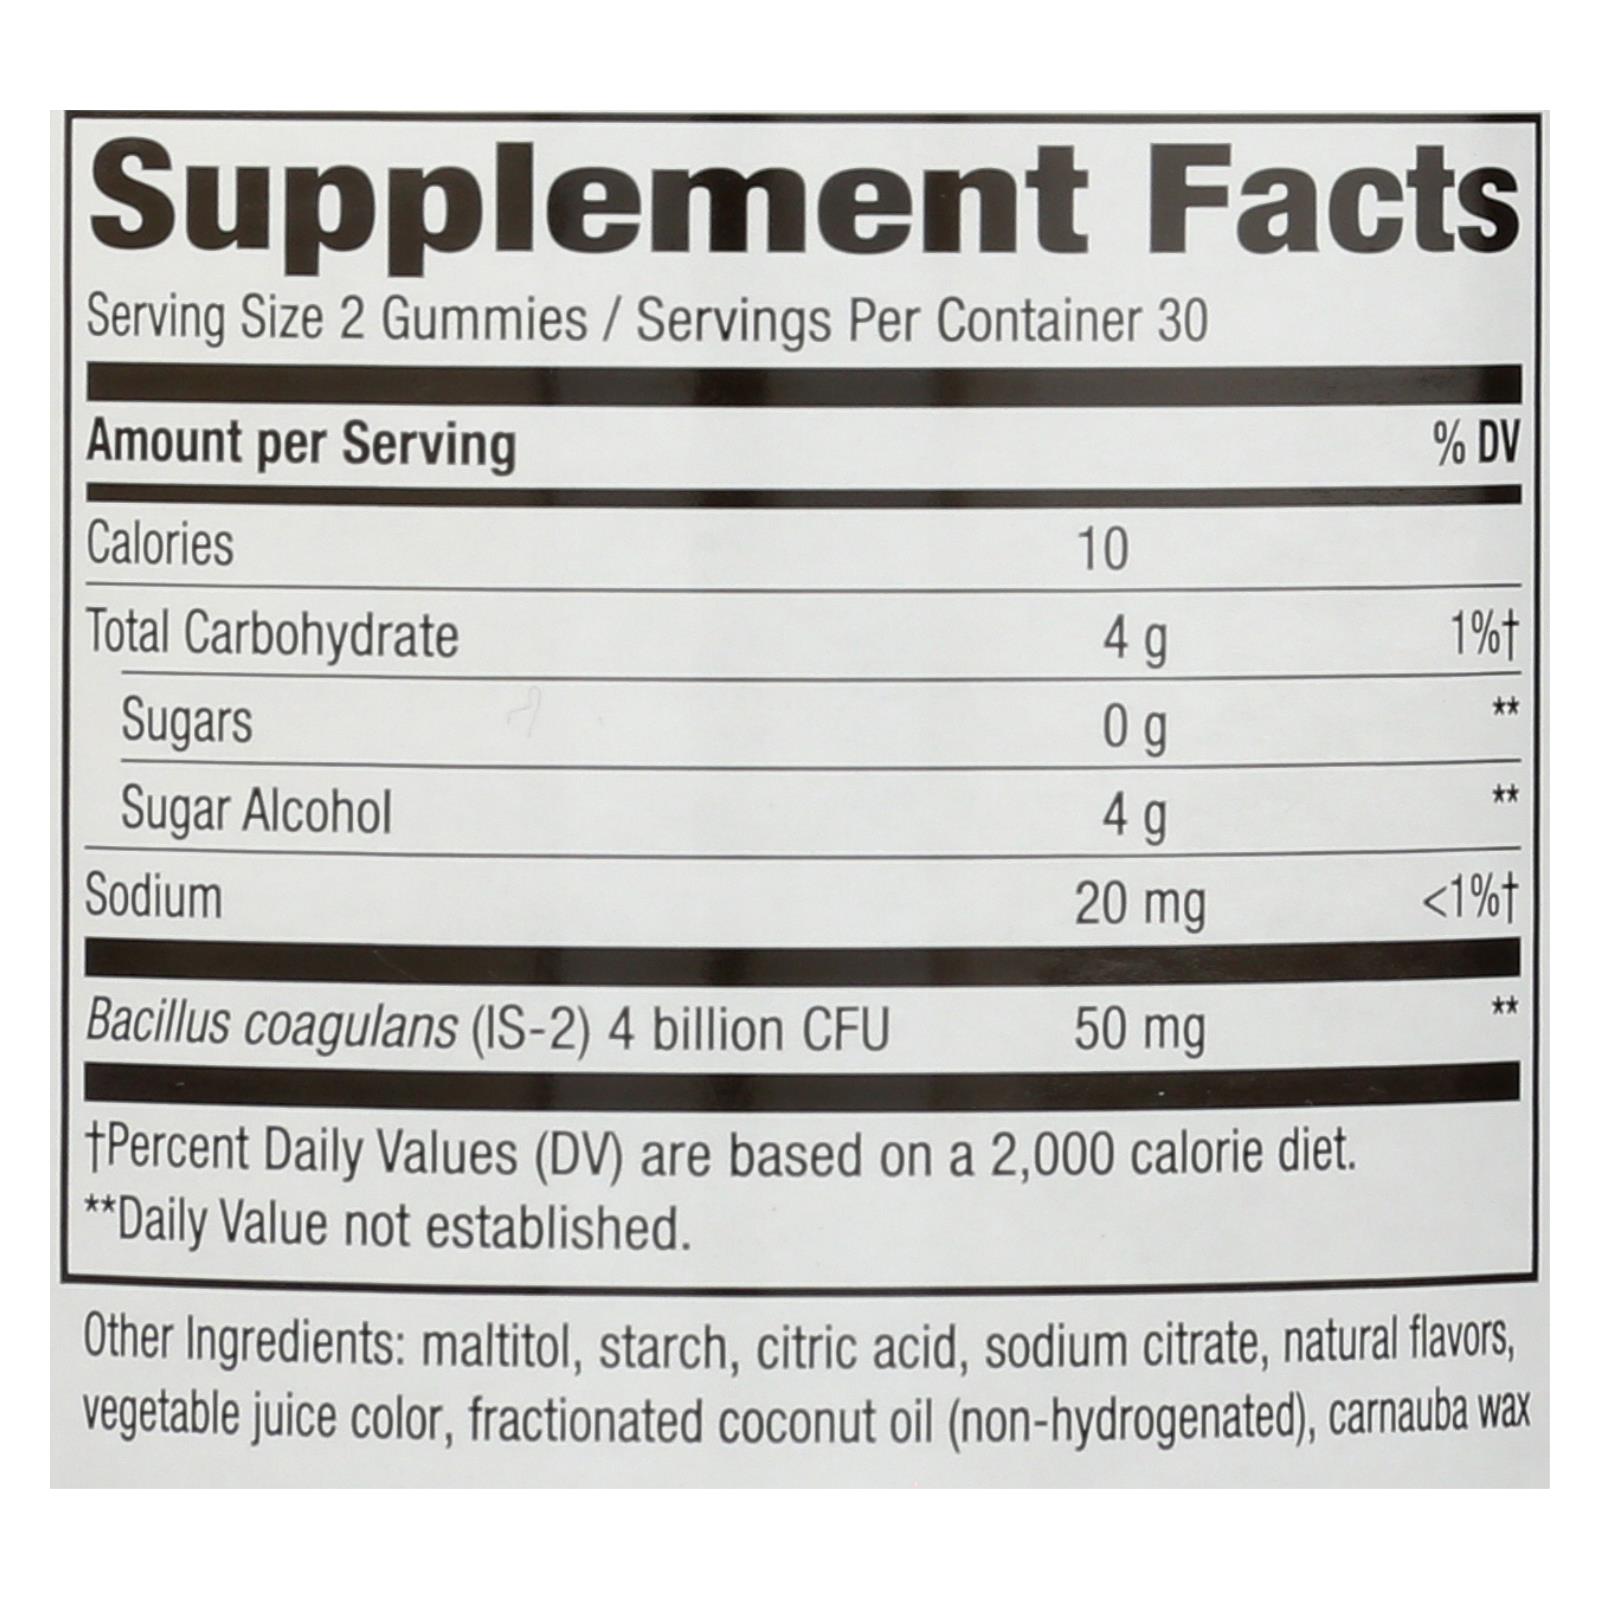 Supplement Facts
Serving Size 2 Gummies / Servings Per Container 30
Amount per Serving % DV
Calories 10
Total Carbohydrate 4 g 1%†
Sugars 0 g **
Sugar Alcohol 4 g **
Sodium 20 mg <1%†
Bacillus coagulans (IS-2) 4 billion CFU 50 mg **
†Percent Daily Values (DV) are based on a 2,000 calorie diet.
**Daily Value not established.
Other Ingredients: maltitol, starch, citric acid, sodium citrate, natural flavors,
vegetable juice color, fractionated coconut oil (non-hydrogenated), carnauba wax